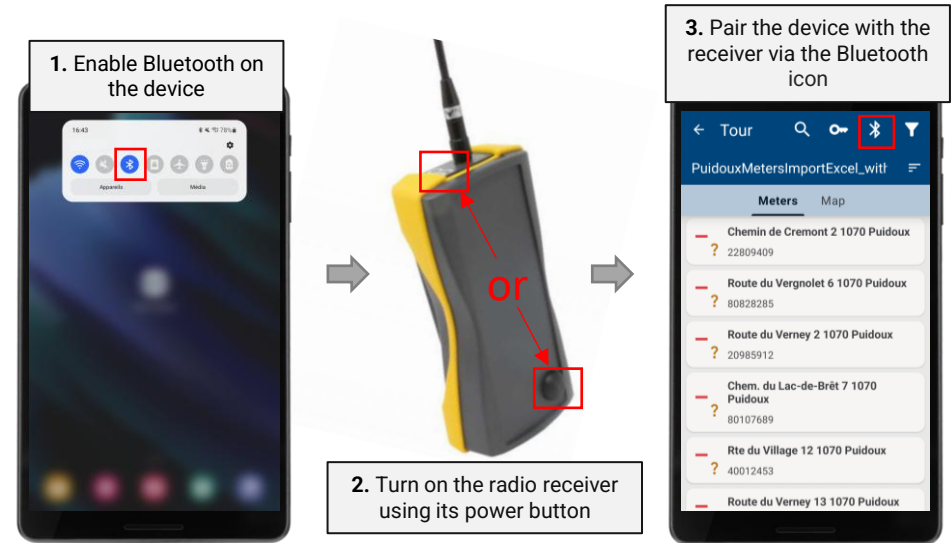 1. Enable Bluetooth on
the device
16:43
70%
Appareils
Média
or
2. Turn on the radio receiver
using its power button
3. Pair the device with the
receiver via the Bluetooth
icon
Tour
PuidouxMetersImportExcel_with
Meters
Map
Chemin de Cremont 2 1070 Puidoux
?
22809409
Route du Vergnolet 6 1070 Puidoux
?
80828285
Route du Verney 2 1070 Puidoux
?
20985912
Chem. du Lac-de-Brêt 7 1070
Puidoux
?
80107689
Rte du Village 12 1070 Puidoux
?
40012453
Route du Verney 13 1070 Puidoux